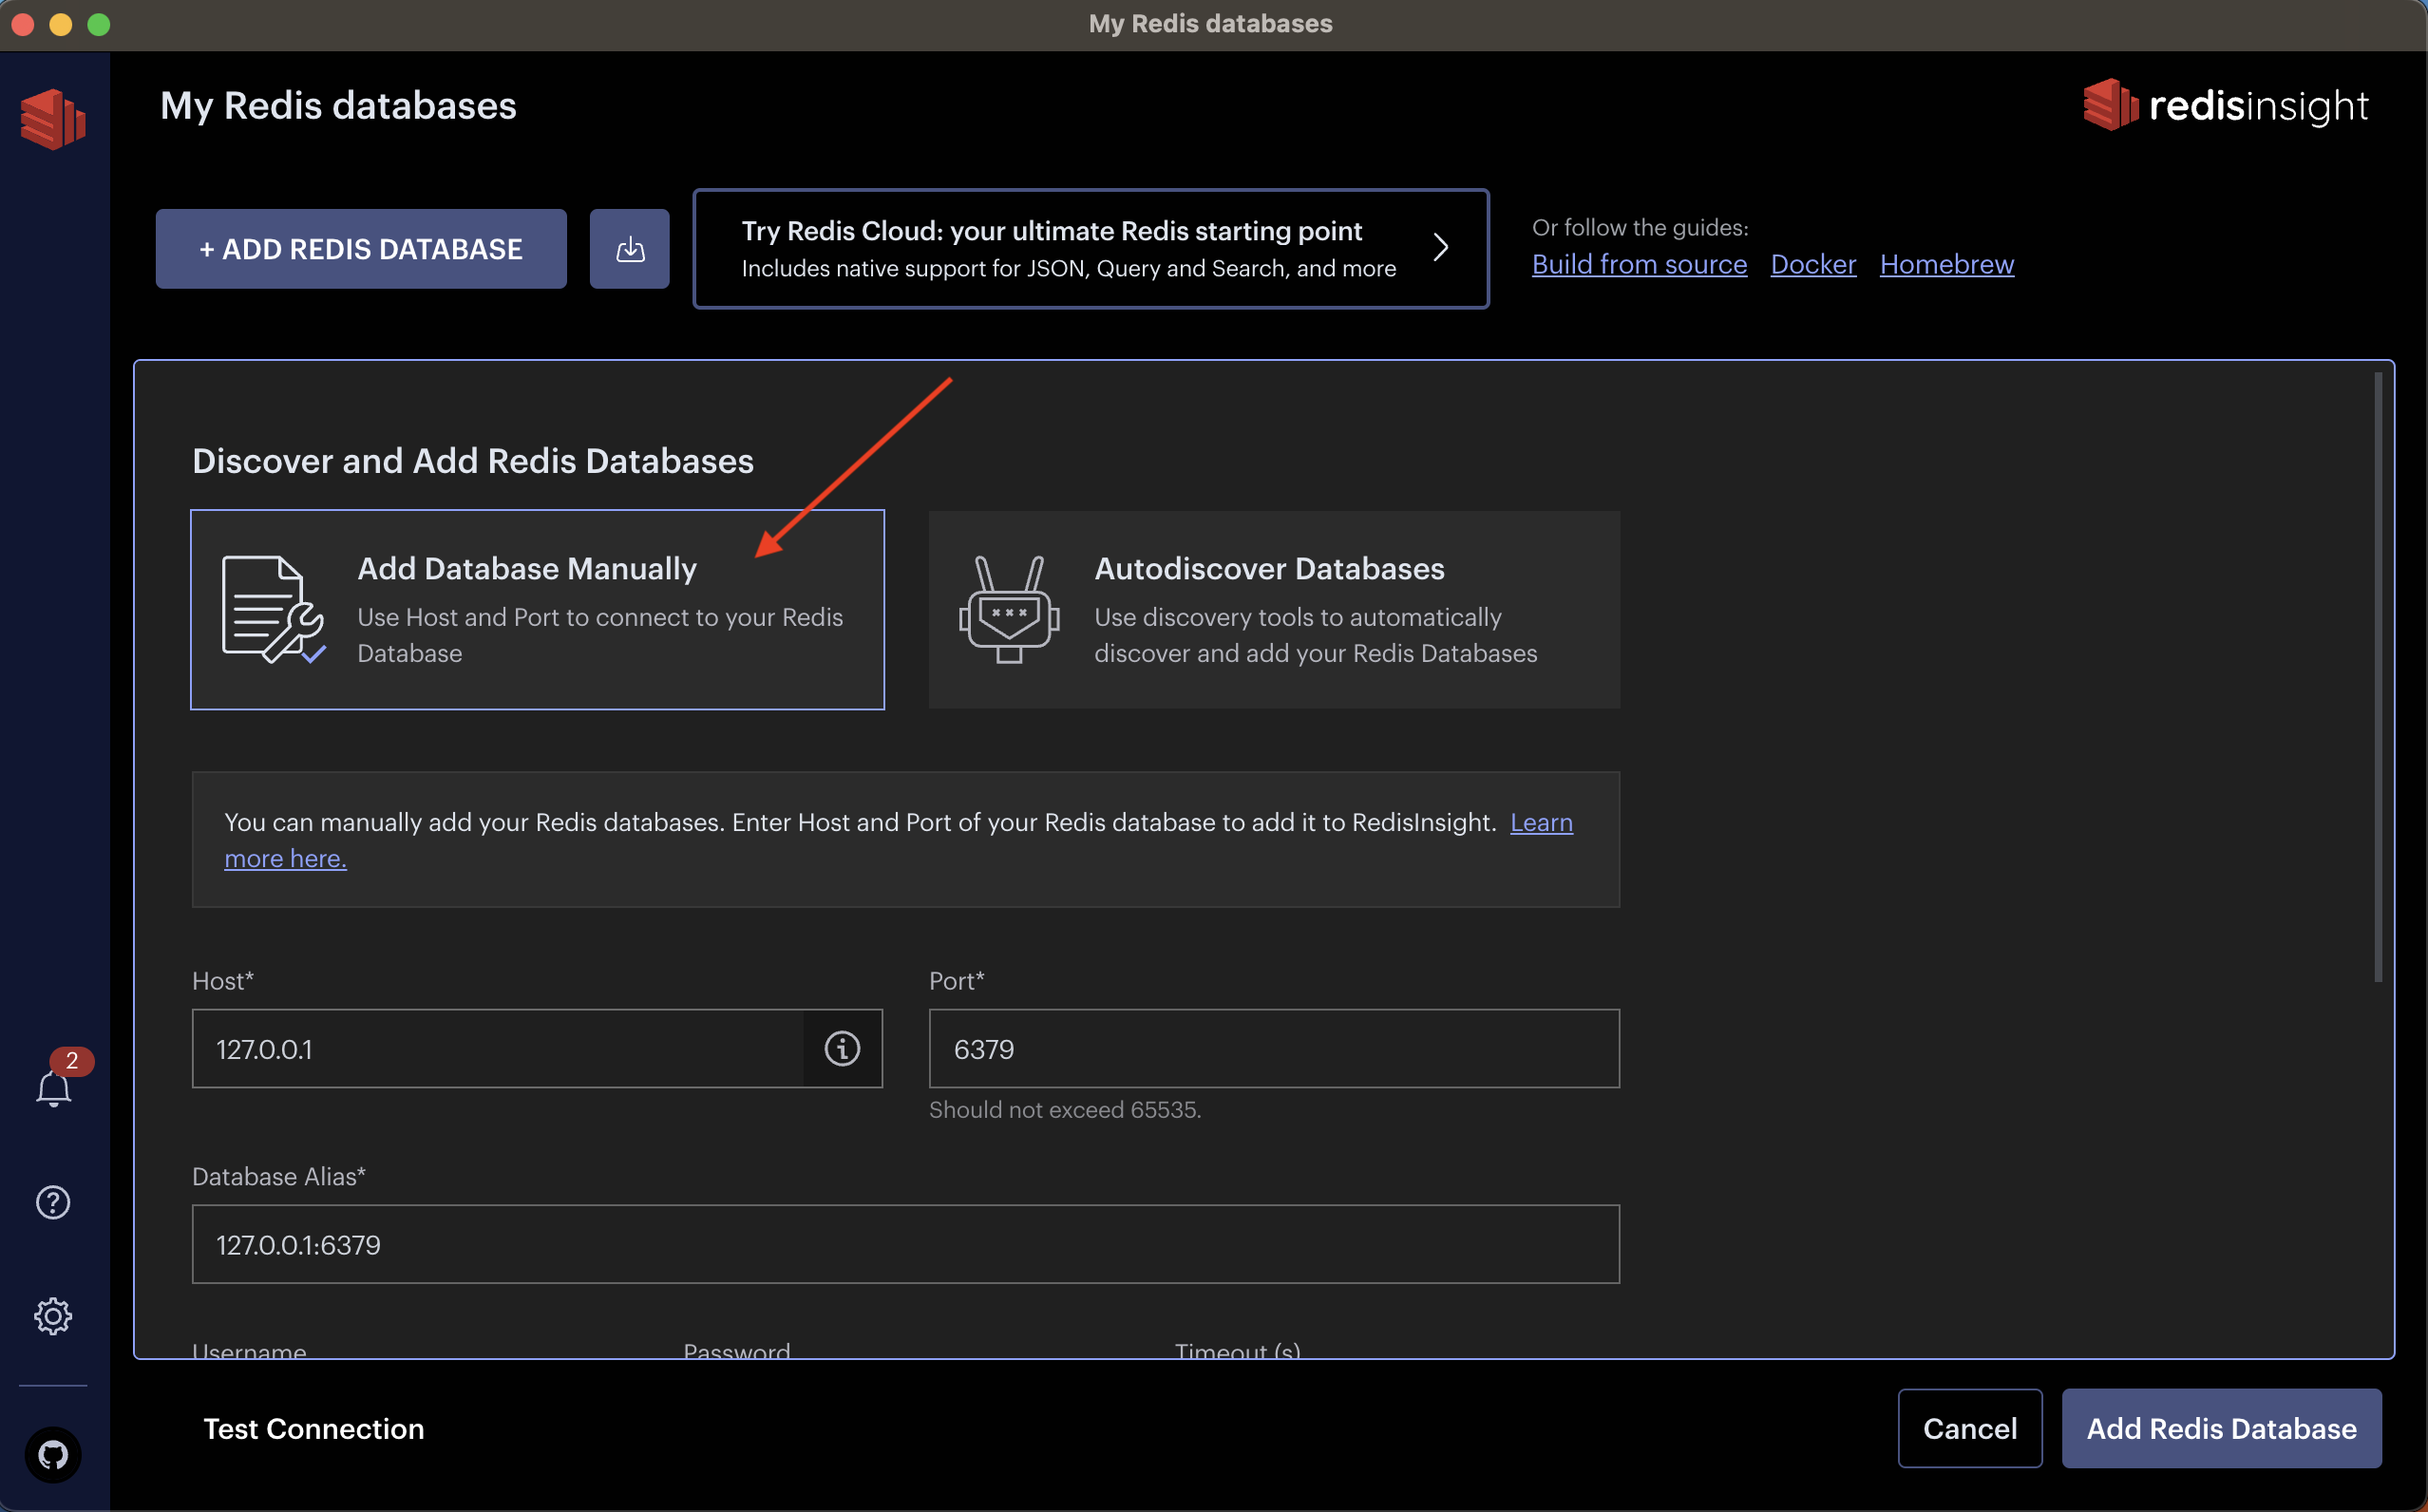 My Redis databases
My Redis databases
redisinsight
+ ADD REDIS DATABASE
Try Redis Cloud: your ultimate Redis starting point
Includes native support for JSON, Query and Search, and more
Or follow the guides:
Build from source Docker Homebrew
Discover and Add Redis Databases
Add Database Manually
Use Host and Port to connect to your Redis
Database
Autodiscover Databases
Use discovery tools to automatically
discover and add your Redis Databases
You can manually add your Redis databases. Enter Host and Port of your Redis database to add it to RedisInsight. Learn
more here.
Host*
127.0.0.1
Port*
6379
Should not exceed 65535.
Database Alias*
127.0.0.1:6379
Username
Password
Timeout (s)
2
Test Connection
Cancel
Add Redis Database